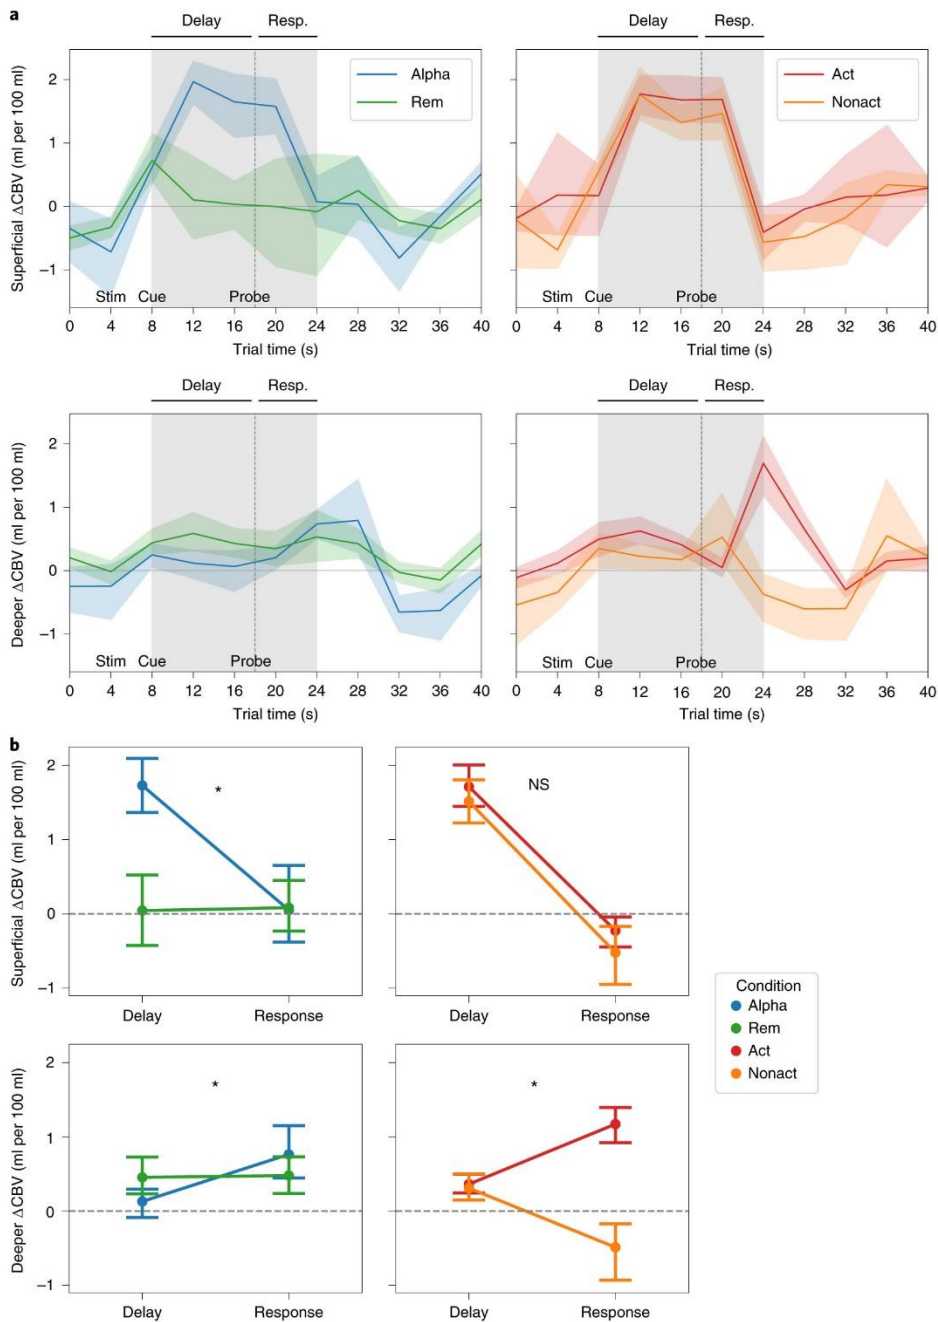 a
Delay Resp. Delay Resp.
Superficial ΔCBV (ml per 100 ml)
2
1
0
−1
Alpha
Rem
Act
Nonact
Stim Cue Probe Stim Cue Probe
0 4 8 12 16 20 24 28 32 36 40 0 4 8 12 16 20 24 28 32 36 40
Trial time (s) Trial time (s)
Delay Resp. Delay Resp.
Deeper ΔCBV (ml per 100 ml)
2
1
0
−1
Stim Cue Probe Stim Cue Probe
0 4 8 12 16 20 24 28 32 36 40 0 4 8 12 16 20 24 28 32 36 40
Trial time (s) Trial time (s)
b
Superficial ΔCBV (ml per 100 ml)
2
1
0
−1
* NS
Delay Response Delay Response
Condition
Alpha
Rem
Act
Nonact
Deeper ΔCBV (ml per 100 ml)
2
1
0
−1
* *
Delay Response Delay Response